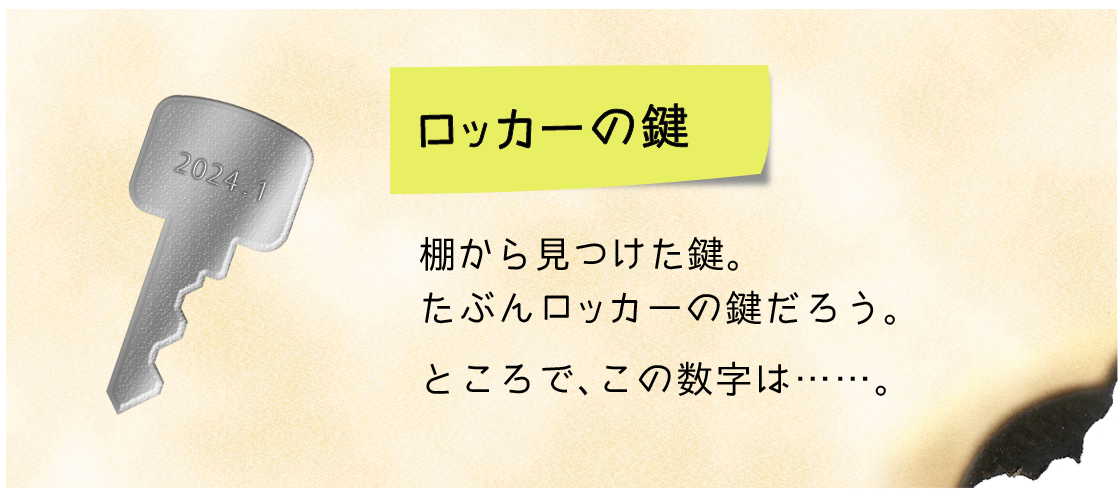 2024.1
ロッカーの鍵
棚から見つけた鍵。
たぶんロッカーの鍵だろう。
ところで、この数字は……。